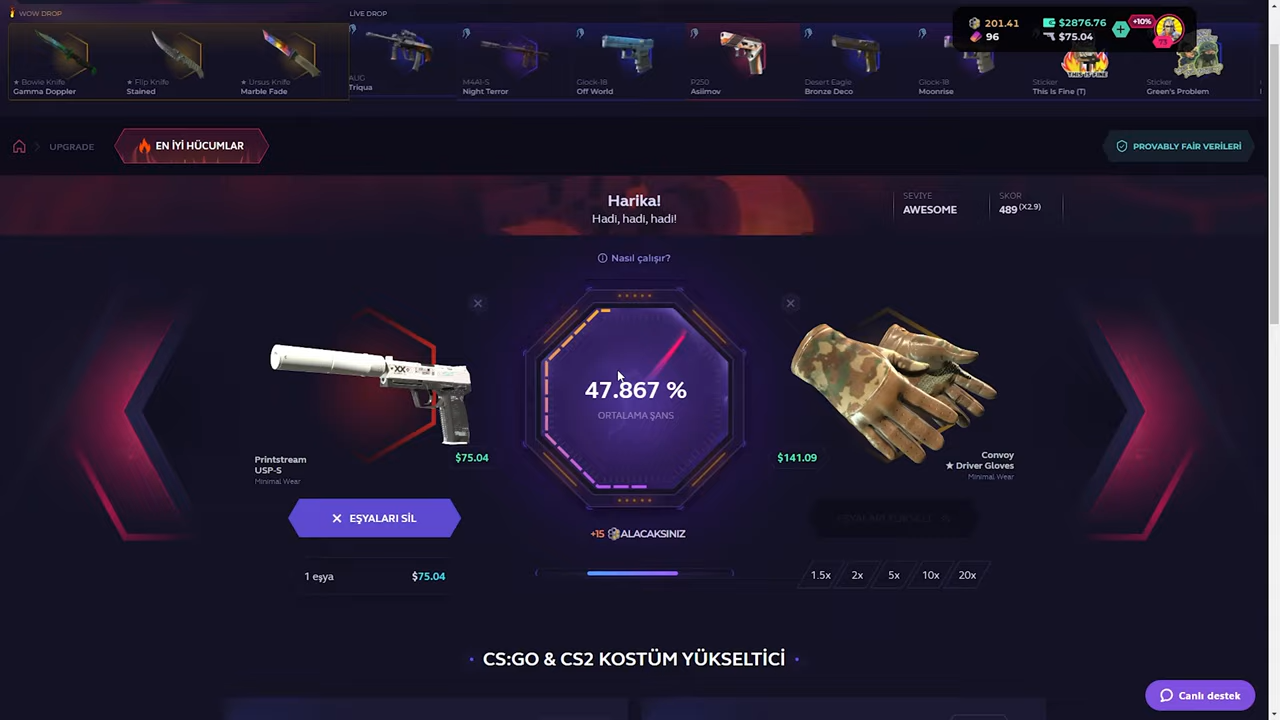 WOW DROP
LIVE DROP
★ Bowie Knife
Gamma Doppler
★ Flip Knife
Stained
★ Ursus Knife
Marble Fade
AUG
Triqua
M4A1-S
Night Terror
Glock-18
Off World
P250
Asiimov
Desert Eagle
Bronze Deco
Glock-18
Moonrise
Sticker
This Is Fine (T)
Sticker
Green's Problem
THIS IS FINE
201.41
96
$2876.76
$75.04
+10%
73
UPGRADE
EN İYİ HÜCUMLAR
PROVABLY FAIR VERİLERİ
Harika!
Hadi, hadi, hadi!
SEVİYE
AWESOME
SKOR
489 (X2.9)
Nasıl çalışır?
47.867 %
ORTALAMA ŞANS
Printstream
USP-S
Minimal Wear
$75.04
$141.09
Convoy
★ Driver Gloves
Minimal Wear
EŞYALARI SİL
+15 ALACAKSINIZ
1 eşya
$75.04
1.5x
2x
5x
10x
20x
• CS:GO & CS2 KOSTÜM YÜKSELTİCİ •
Canlı destek